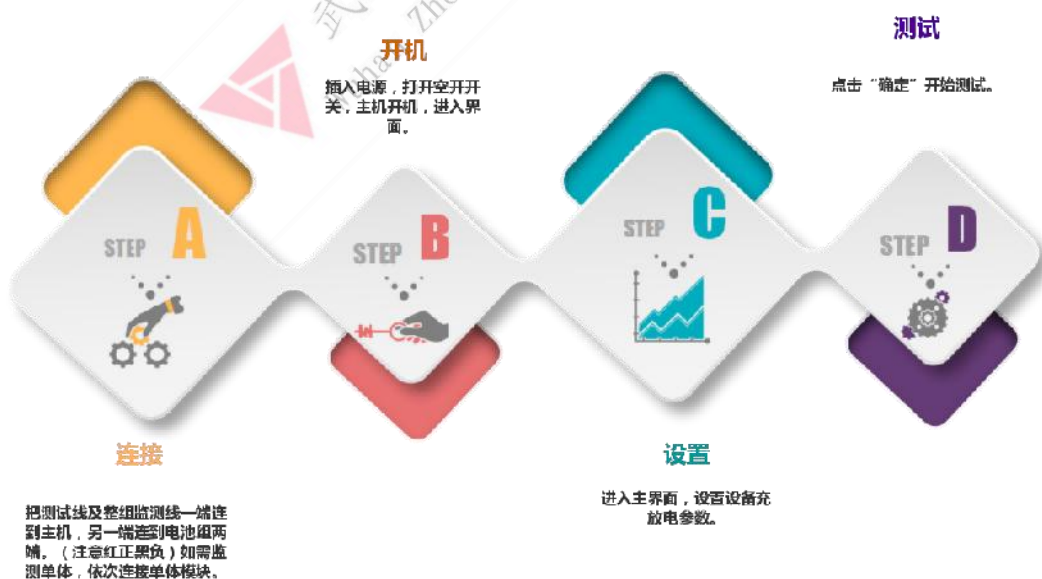 武
Wuhan Zho
开机
插入电源，打开空开开
关，主机开机，进入界
面。
测试
点击“确定”开始测试。
STEP A
STEP B
STEP C
STEP D
连接
把测试线及整组监测线一端连
到主机，另一端连到电池组两
端。（注意红正黑负）如需监
测单体，依次连接单体模块。
设置
进入主界面，设置设备充
放电参数。